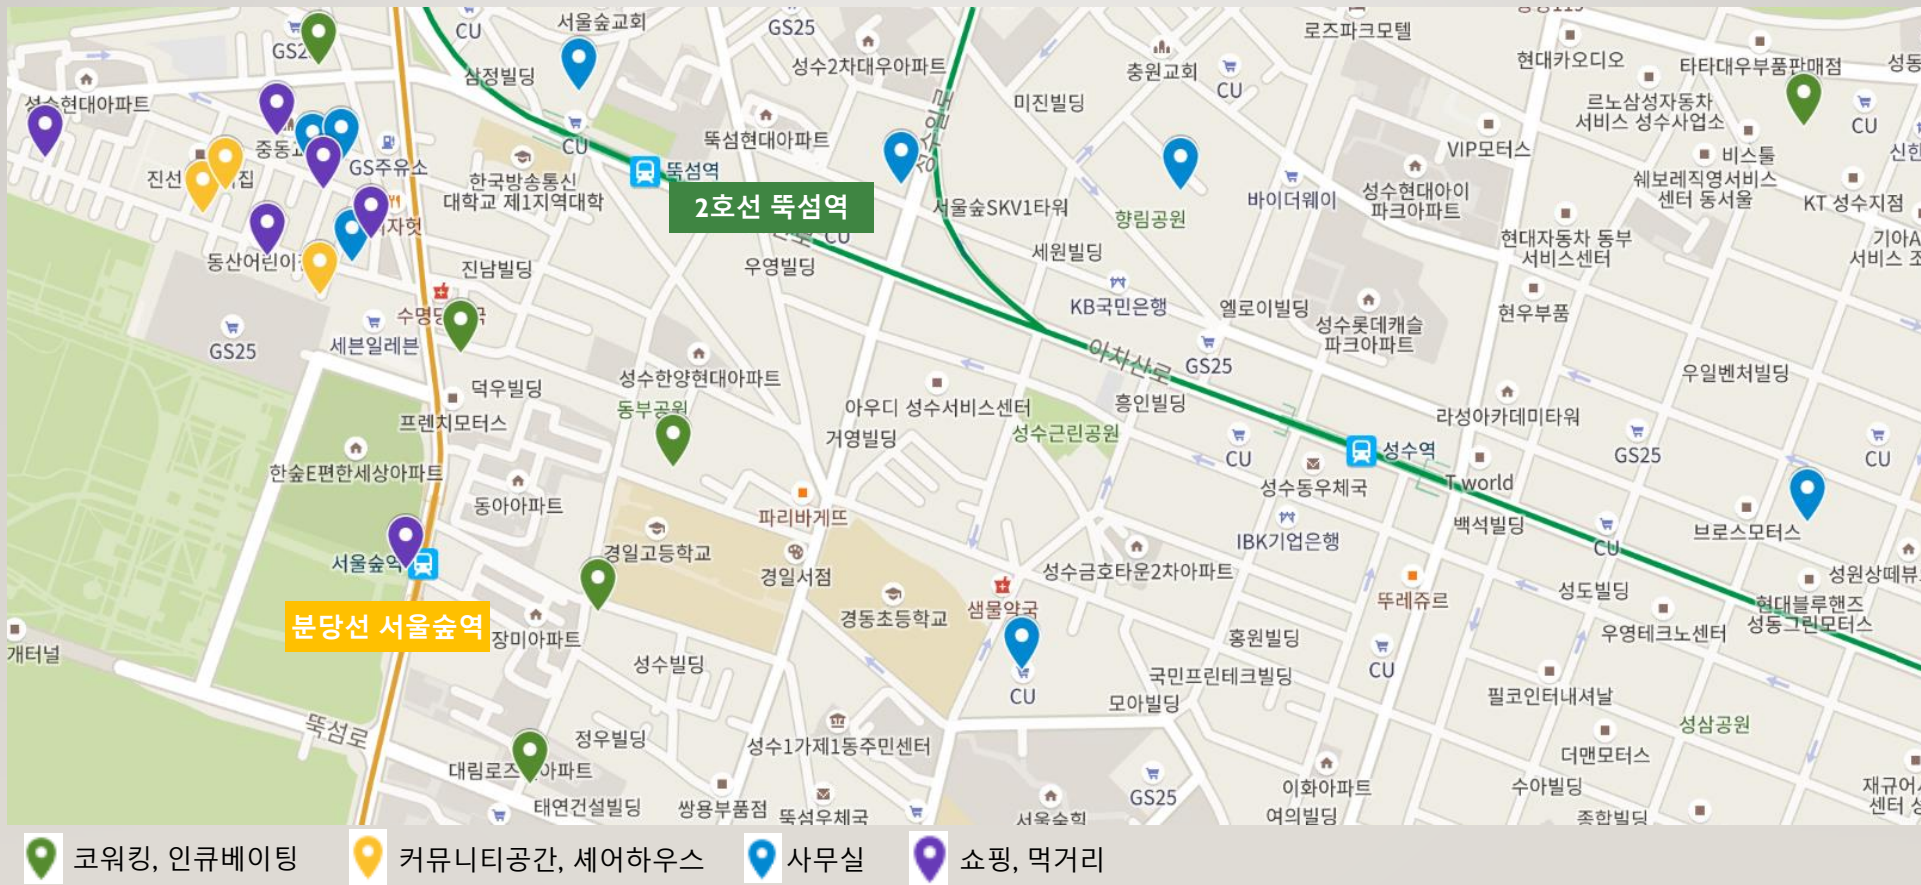 서울숲교회
CU
GS25
로즈파크모텔
삼정빌딩
성수2차대우아파트
충원교회
CU
현대카오디오
타타대우부품판매점
성수현대아파트
미진빌딩
르노삼성자동차
서비스 성수사업소
CU
뚝섬현대아파트
성수일로
CU
VIP모터스
비스톨
GS주유소
한국방송통신
대학교 제1지역대학
뚝섬역
쉐보레직영서비스
센터 동서울
KT 성수지점
2호선 뚝섬역
서울숲SKV1타워
향림공원
바이더웨이
성수현대아이
파크아파트
CU
세원빌딩
현대자동차 동부
서비스센터
진남빌딩
우영빌딩
KB국민은행
엘로이빌딩
현우부품
성수롯데캐슬
파크아파트
GS25
세븐일레븐
아차산로
GS25
덕우빌딩
성수한양현대아파트
우일벤처빌딩
프렌치모터스
동부공원
아우디 성수서비스센터
흥인빌딩
라성아카데미타워
거영빌딩
성수근린공원
CU
성수역
GS25
CU
한숲E편한세상아파트
성수동우체국
T world
동아아파트
파리바게뜨
백석빌딩
브로스모터스
IBK기업은행
CU
서울숲역
경일고등학교
경일서점
성수금호타운2차아파트
뚜레쥬르
성도빌딩
현대블루핸즈
성동그린모터스
분당선 서울숲역
장미아파트
경동초등학교
샘물약국
홍원빌딩
우영테크노센터
개터널
성수빌딩
CU
국민프린테크빌딩
CU
모아빌딩
필코인터내셔날
뚝섬로
정우빌딩
성수1가제1동주민센터
성삼공원
더맨모터스
태연건설빌딩
쌍용부품점
뚝섬우체국
GS25
이화아파트
수아빌딩
여의빌딩
종합빌딩
코워킹, 인큐베이팅
커뮤니티공간, 셰어하우스
사무실
쇼핑, 먹거리